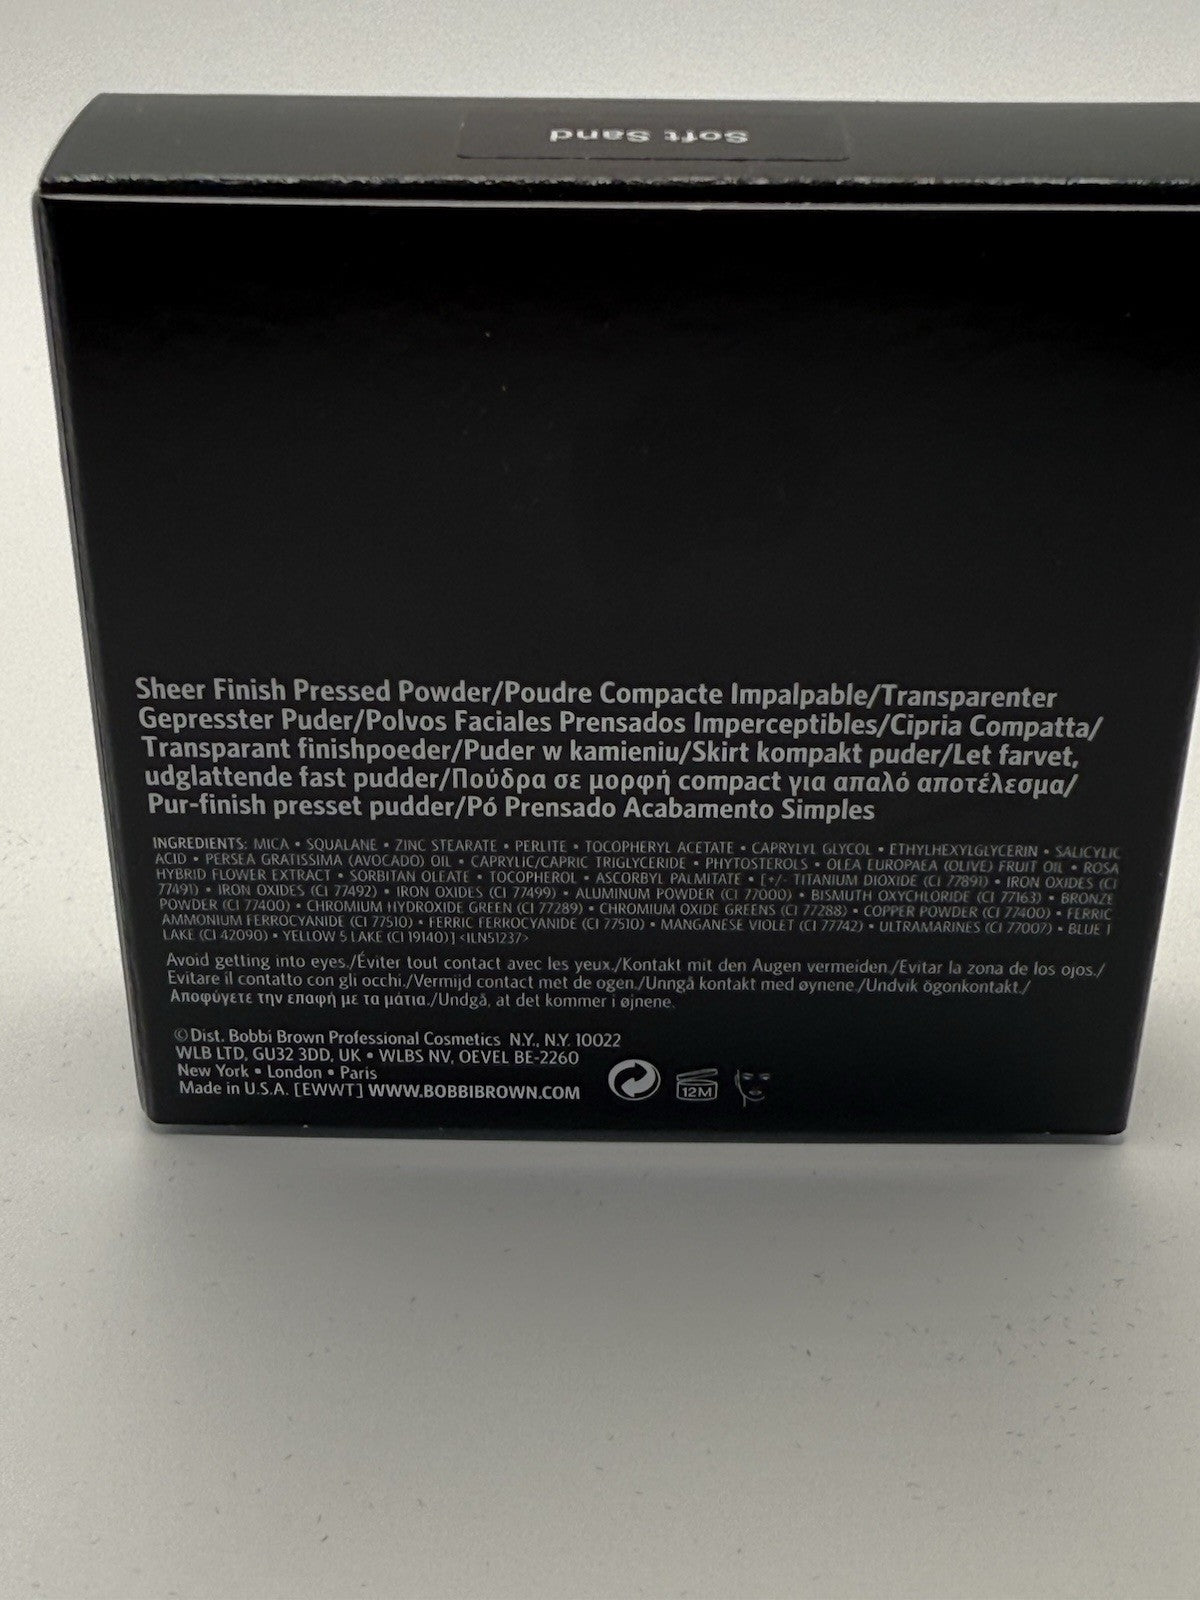 Soft Sand
Sheer Finish Pressed Powder/Poudre Compacte Impalpable/Transparenter
Gepresster Puder/Polvos Faciales Prensados Imperceptibles/Cipria Compatta/
Transparant finishpoeder/Puder w kamieniu/Skirt kompakt puder/Let farvet,
udglattende fast pudder/Πούδρα σε μορφή compact για απαλό αποτέλεσμα/
Pur-finish presset pudder/Pó Prensado Acabamento Simples
INGREDIENTS: MICA • SQUALANE • ZINC STEARATE • PERLITE • TOCOPHERYL ACETATE • CAPRYLYL GLYCOL • ETHYLHEXYLGLYCERIN • SALICYLIC
ACID • PERSEA GRATISSIMA (AVOCADO) OIL • CAPRYLIC/CAPRIC TRIGLYCERIDE • PHYTOSTEROLS • OLEA EUROPAEA (OLIVE) FRUIT OIL • ROSA
HYBRID FLOWER EXTRACT • SORBITAN OLEATE • TOCOPHEROL • ASCORBYL PALMITATE • [+/- TITANIUM DIOXIDE (CI 77891) • IRON OXIDES (CI
77491) • IRON OXIDES (CI 77492) • IRON OXIDES (CI 77499) • ALUMINUM POWDER (CI 77000) • BISMUTH OXYCHLORIDE (CI 77163) • BRONZE
POWDER (CI 77400) • CHROMIUM HYDROXIDE GREEN (CI 77289) • CHROMIUM OXIDE GREENS (CI 77288) • COPPER POWDER (CI 77400) • FERRIC
AMMONIUM FERROCYANIDE (CI 77510) • FERRIC FERROCYANIDE (CI 77510) • MANGANESE VIOLET (CI 77742) • ULTRAMARINES (CI 77007) • BLUE 1
LAKE (CI 42090) • YELLOW 5 LAKE (CI 19140)] <ILN51237>
Avoid getting into eyes./Éviter tout contact avec les yeux./Kontakt mit den Augen vermeiden./Evitar la zona de los ojos./
Evitare il contatto con gli occhi./Vermijd contact met de ogen./Unngå kontakt med øynene./Undvik ögonkontakt./
Αποφύγετε την επαφή με τα μάτια./Undgå, at det kommer i øjnene.
© Dist. Bobbi Brown Professional Cosmetics N.Y., N.Y. 10022
WLB LTD, GU32 3DD, UK • WLBS NV, OEVEL BE-2260
New York • London • Paris
Made in U.S.A. [EWWT] WWW.BOBBIBROWN.COM
12M